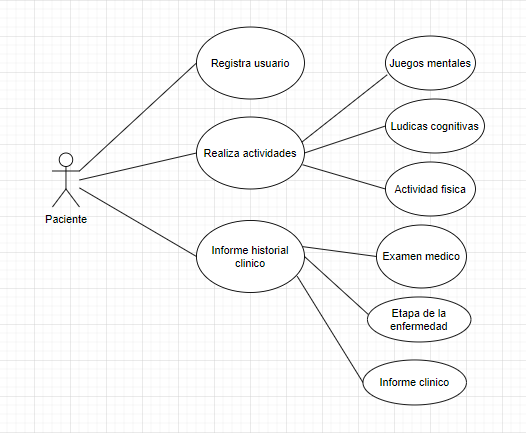 Registra usuario
Juegos mentales
Realiza actividades
Ludicas cognitivas
Actividad fisica
Paciente
Informe historial
clinico
Examen medico
Etapa de la
enfermedad
Informe clinico